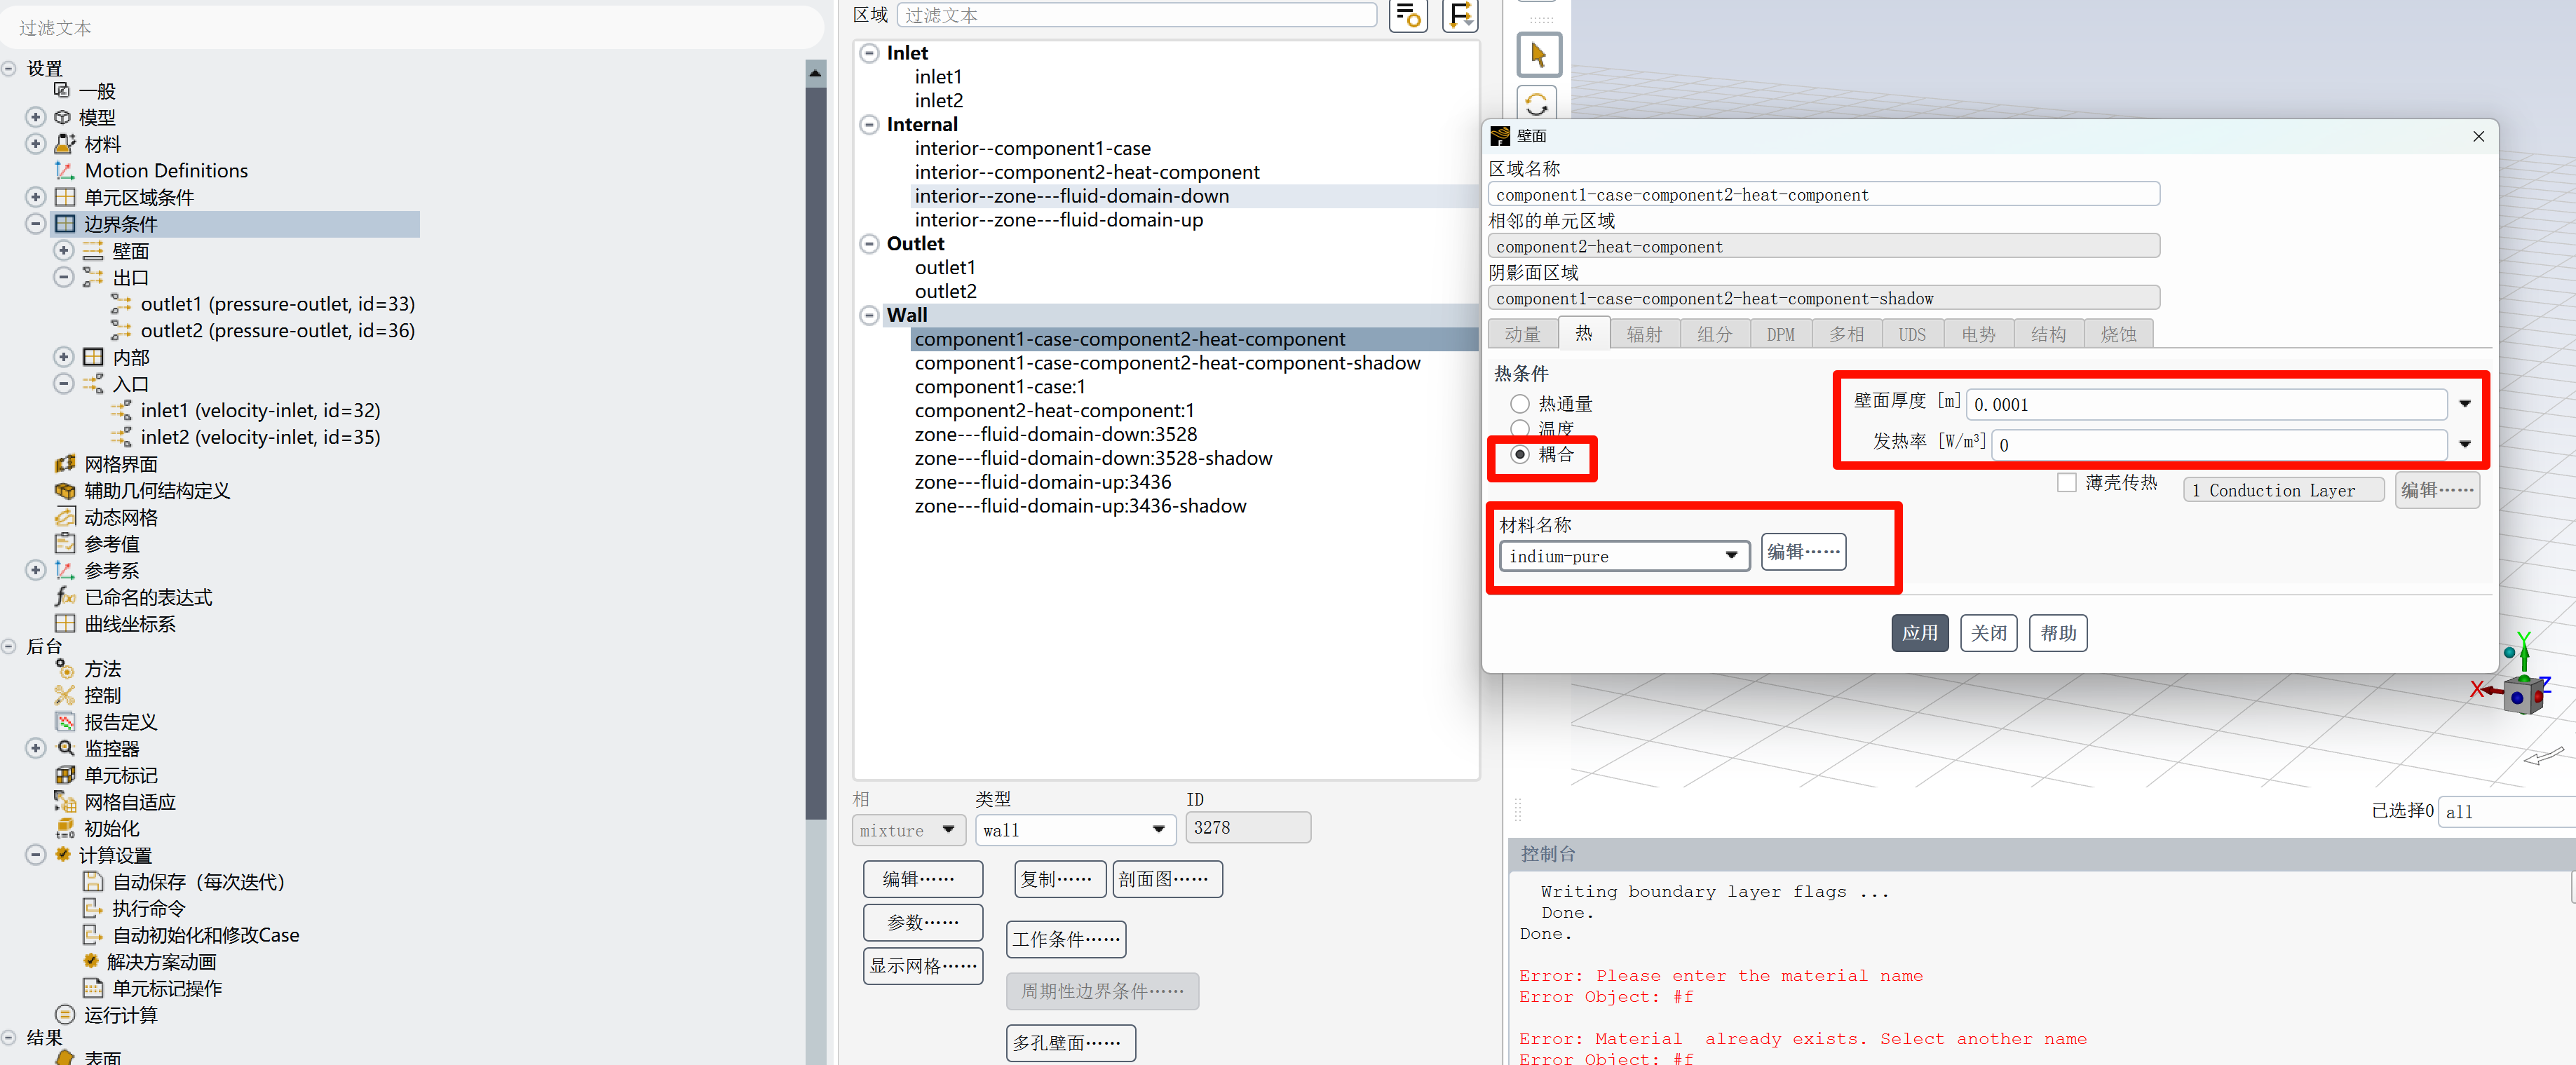 过滤文本
设置
一般
模型
材料
Motion Definitions
单元区域条件
边界条件
壁面
出口
outlet1 (pressure-outlet, id=33)
outlet2 (pressure-outlet, id=36)
内部
入口
inlet1 (velocity-inlet, id=32)
inlet2 (velocity-inlet, id=35)
网格界面
辅助几何结构定义
动态网格
参考值
参考系
已命名的表达式
曲线坐标系
后台
方法
控制
报告定义
监控器
单元标记
网格自适应
初始化
计算设置
自动保存（每次迭代）
执行命令
自动初始化和修改Case
解决方案动画
单元标记操作
运行计算
结果
表面
区域 过滤文本
Inlet
inlet1
inlet2
Internal
interior--component1-case
interior--component2-heat-component
interior--zone---fluid-domain-down
interior--zone---fluid-domain-up
Outlet
outlet1
outlet2
Wall
component1-case-component2-heat-component
component1-case-component2-heat-component-shadow
component1-case:1
component2-heat-component:1
zone---fluid-domain-down:3528
zone---fluid-domain-down:3528-shadow
zone---fluid-domain-up:3436
zone---fluid-domain-up:3436-shadow
相 类型 ID
mixture wall 3278
编辑…… 复制…… 剖面图……
参数……
工作条件……
显示网格……
周期性边界条件……
多孔壁面……
壁面
区域名称
component1-case-component2-heat-component
相邻的单元区域
component2-heat-component
阴影面区域
component1-case-component2-heat-component-shadow
动量 热 辐射 组分 DPM 多相 UDS 电势 结构 烧蚀
热条件
热通量
温度
耦合
壁面厚度 [m] 0.0001
发热率 [W/m³] 0
薄壳传热 1 Conduction Layer 编辑……
材料名称
indium-pure 编辑……
应用 关闭 帮助
Y
X
Z
已选择0 all
控制台
Writing boundary layer flags ...
Done.
Done.
Error: Please enter the material name
Error Object: #f
Error: Material  already exists. Select another name
Error Object: #f